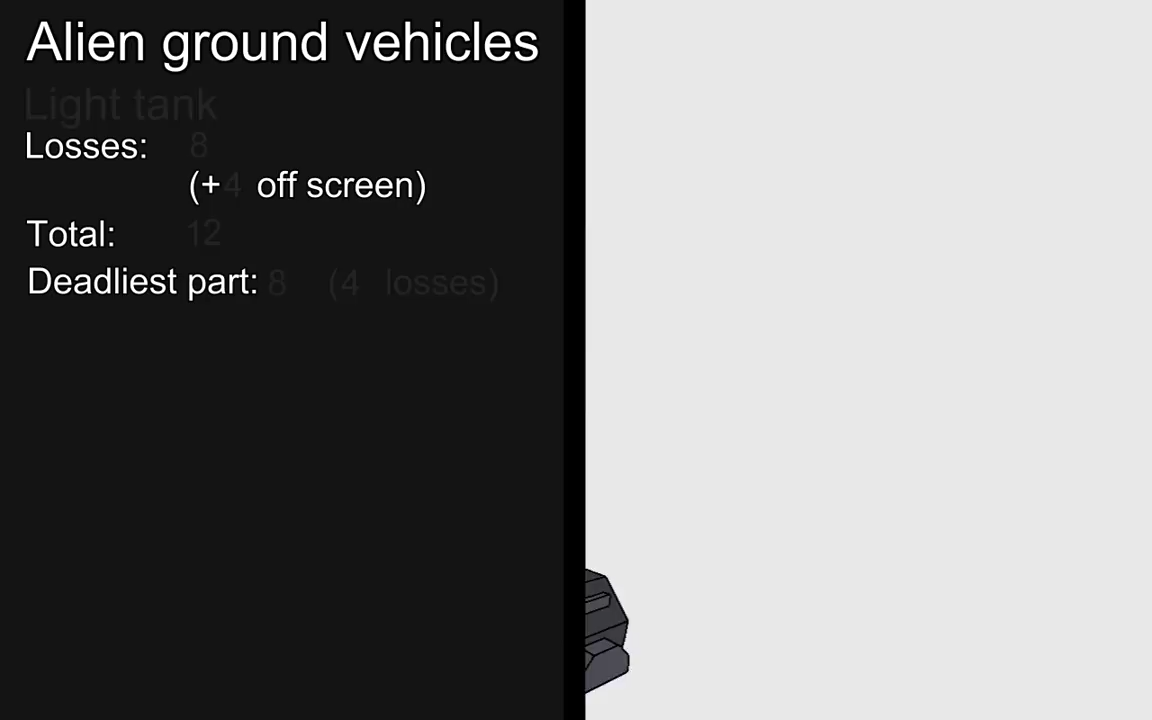 Alien ground vehicles
Light tank
Losses: 8
(+4 off screen)
Total: 12
Deadliest part: 8 (4 losses)